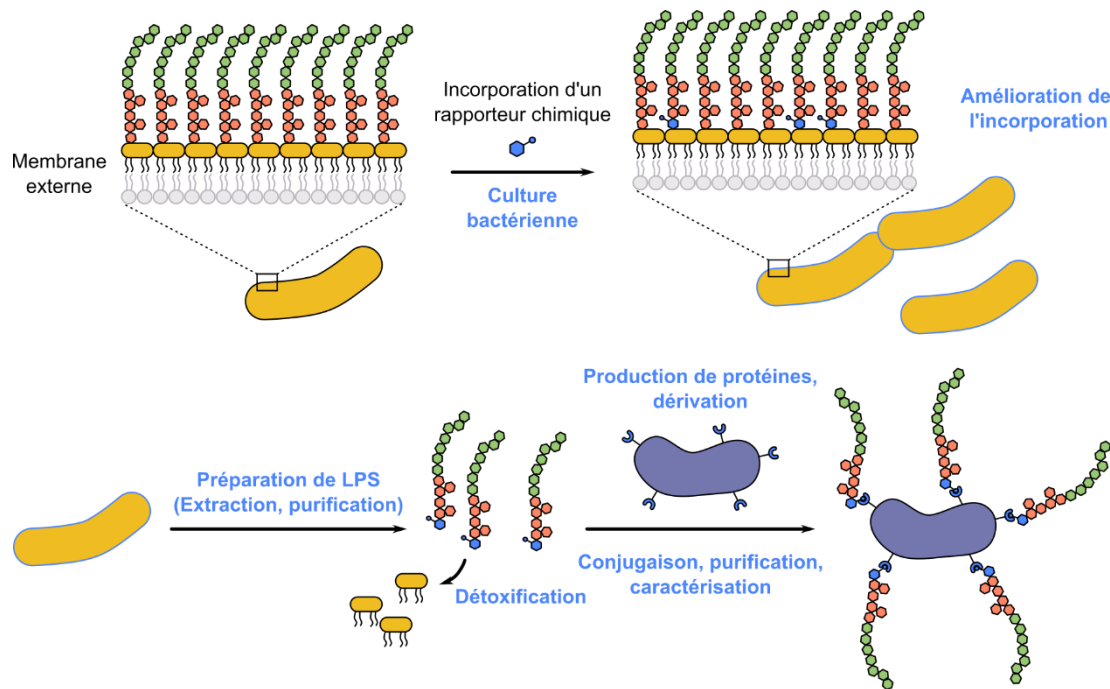 Membrane
externe
Incorporation d'un
rapporteur chimique
Culture
bactérienne
Amélioration de
l'incorporation
Préparation de LPS
(Extraction, purification)
Détoxification
Production de protéines,
dérivation
Conjugaison, purification,
caractérisation